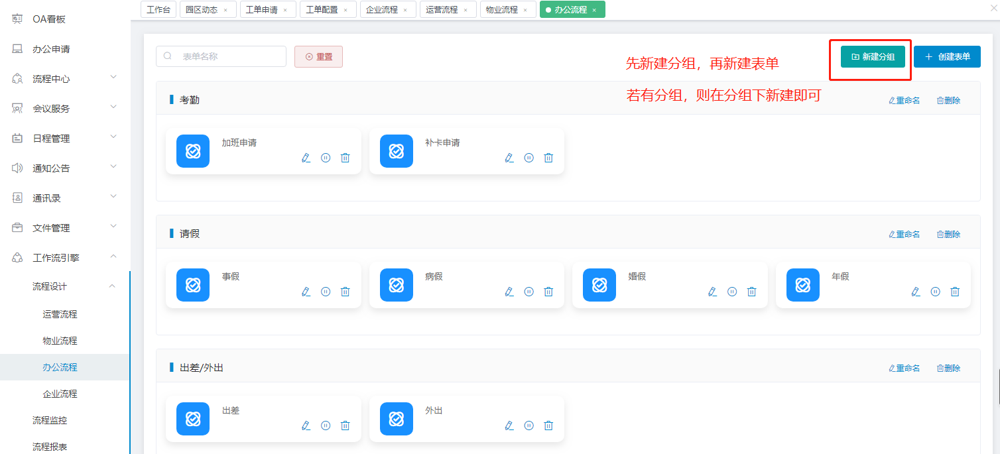 工作台 园区动态 × 工单申请 × 工单配置 × 企业流程 × 运营流程 × 物业流程 × 办公流程 ×
OA看板
办公申请
流程中心
会议服务
日程管理
通知公告
通讯录
文件管理
工作流引擎
流程设计
运营流程
物业流程
办公流程
企业流程
流程监控
流程报表
表单名称 重置
先新建分组，再新建表单
新建分组 创建表单
若有分组，则在分组下新建即可
考勤 重命名 删除
加班申请 补卡申请
请假 重命名 删除
事假 病假 婚假 年假
出差/外出 重命名 删除
出差 外出